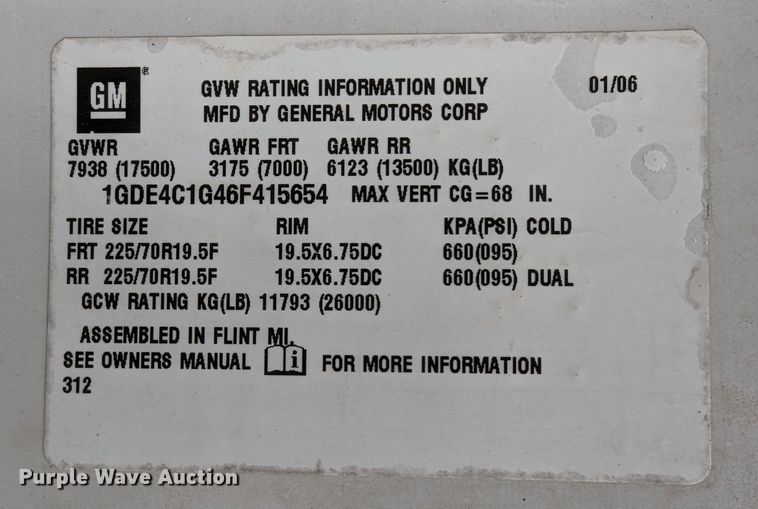 GM ® GVW RATING INFORMATION ONLY 01/06
MFD BY GENERAL MOTORS CORP
GVWR GAWR FRT GAWR RR
7938 (17500) 3175 (7000) 6123 (13500) KG(LB)
1GDE4C1G46F415654 MAX VERT CG=68 IN.
TIRE SIZE RIM KPA(PSI) COLD
FRT 225/70R19.5F 19.5X6.75DC 660(095)
RR 225/70R19.5F 19.5X6.75DC 660(095) DUAL
GCW RATING KG(LB) 11793 (26000)
ASSEMBLED IN FLINT MI.
SEE OWNERS MANUAL i FOR MORE INFORMATION
312
Purple Wave Auction